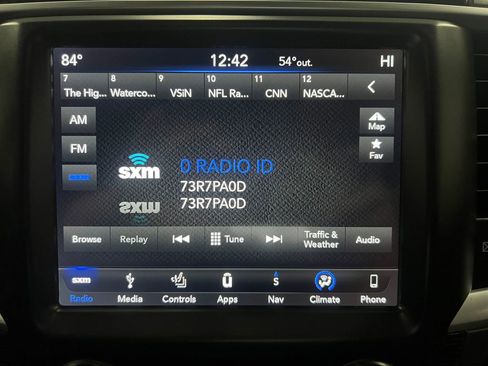 84° 12:42 54°out. HI
7 8 9 10 11 12
The Hig... Waterco... VSiN NFL Ra... CNN NASCA...
AM
Map
FM
Fav
sxm
sxm
0 RADIO ID
73R7PA0D
73R7PA0D
Browse Replay Tune Traffic & Weather Audio
sxm S
Radio Media Controls Apps Nav Climate Phone